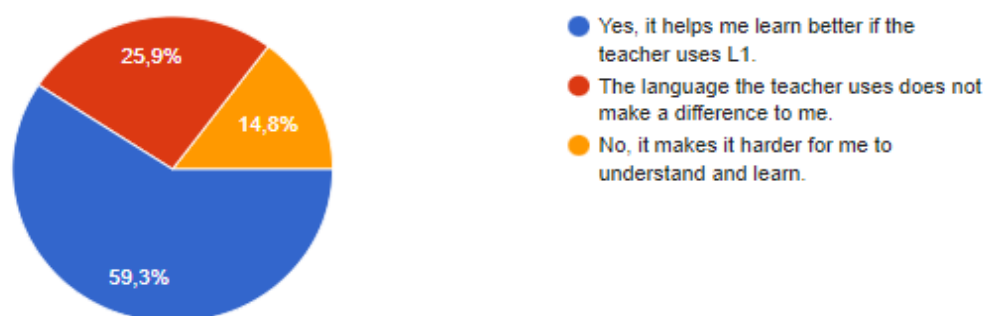 25,9%
14,8%
59,3%
Yes, it helps me learn better if the
teacher uses L1.
The language the teacher uses does not
make a difference to me.
No, it makes it harder for me to
understand and learn.